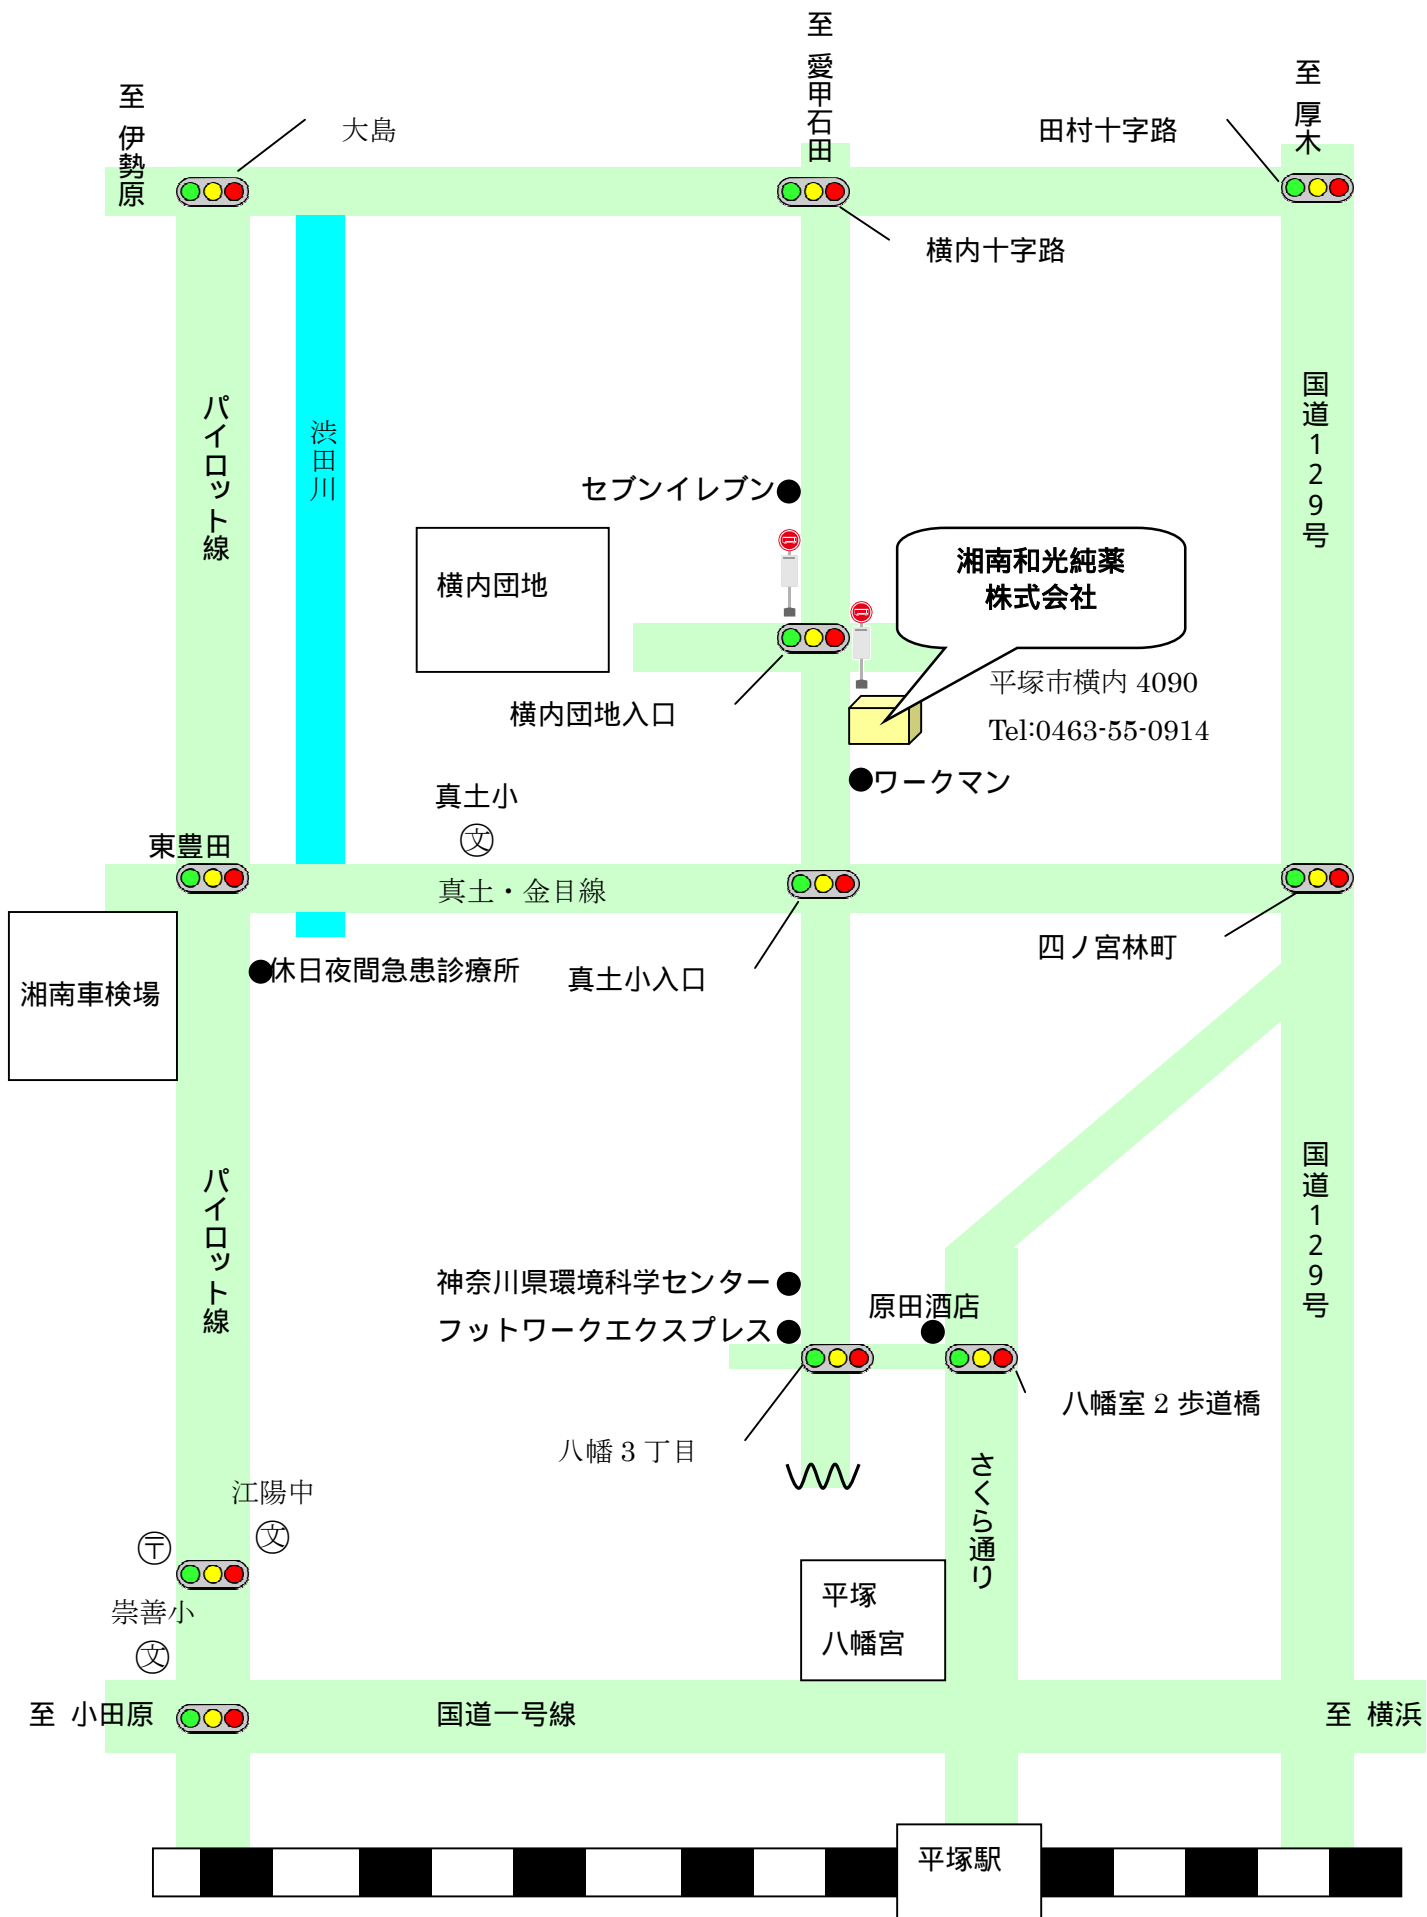 至 愛甲石田
至 厚木
至 伊勢原
大島
田村十字路
横内十字路
パイロット線
渋田川
国道129号
セブンイレブン
湘南和光純薬
株式会社
横内団地
平塚市横内 4090
横内団地入口
Tel:0463-55-0914
ワークマン
真土小
文
東豊田
真土・金目線
四ノ宮林町
休日夜間急患診療所
真土小入口
湘南車検場
パイロット線
国道129号
神奈川県環境科学センター
原田酒店
フットワークエクスプレス
八幡室 2 歩道橋
八幡 3 丁目
さくら通り
江陽中
文
〒
平塚
八幡宮
崇善小
文
至 小田原
国道一号線
至 横浜
平塚駅